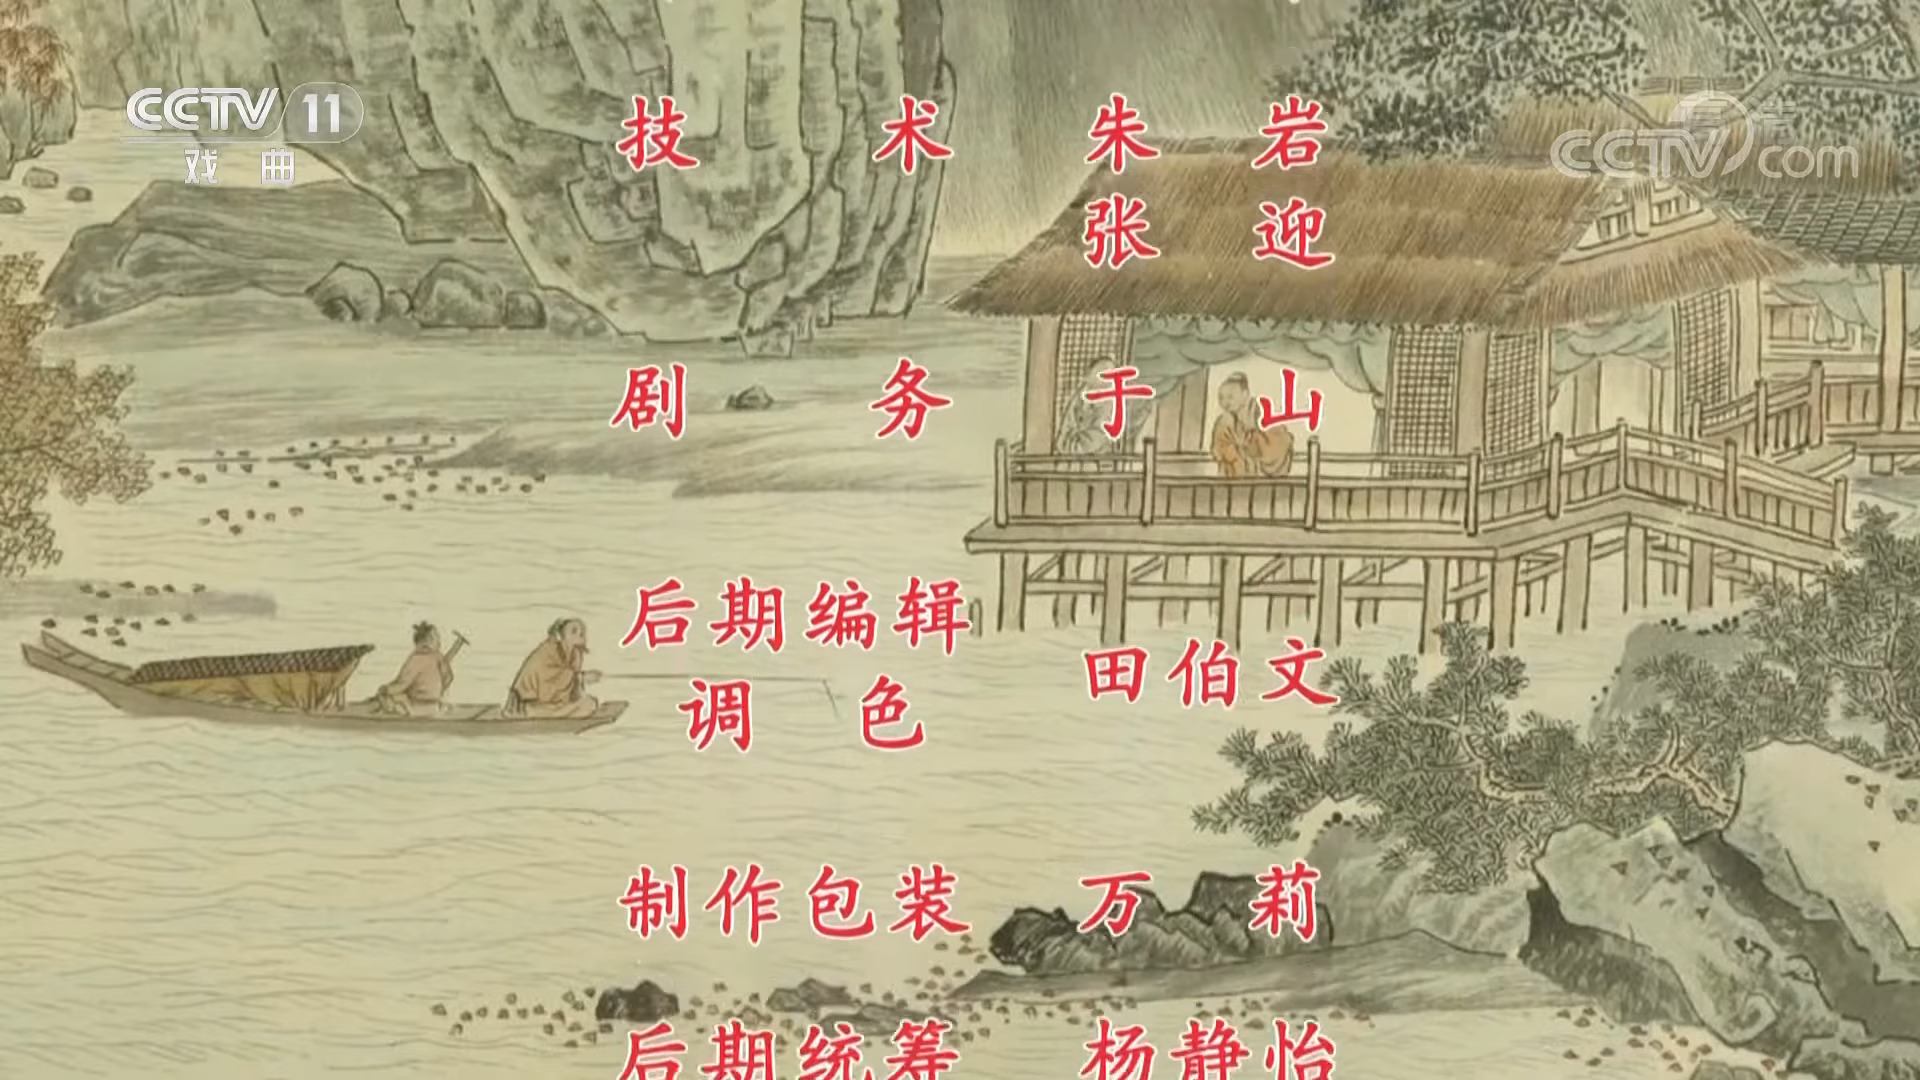 CCTV 11
戏曲
CCTV com
技 术 朱 岩
张 迎
剧 务 于 山
后期编辑
调 色
田伯文
制作包装 万 莉
后期统筹 杨静怡